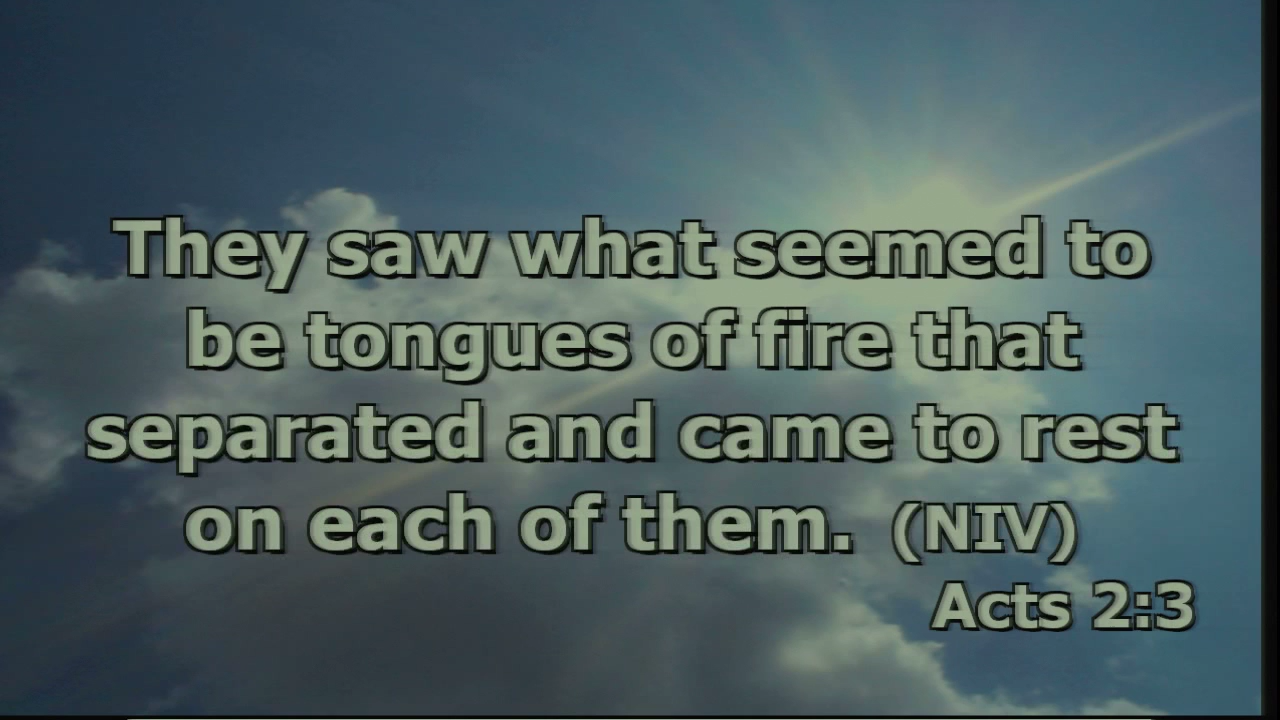 They saw what seemed to
be tongues of fire that
separated and came to rest
on each of them. (NIV)
Acts 2:3